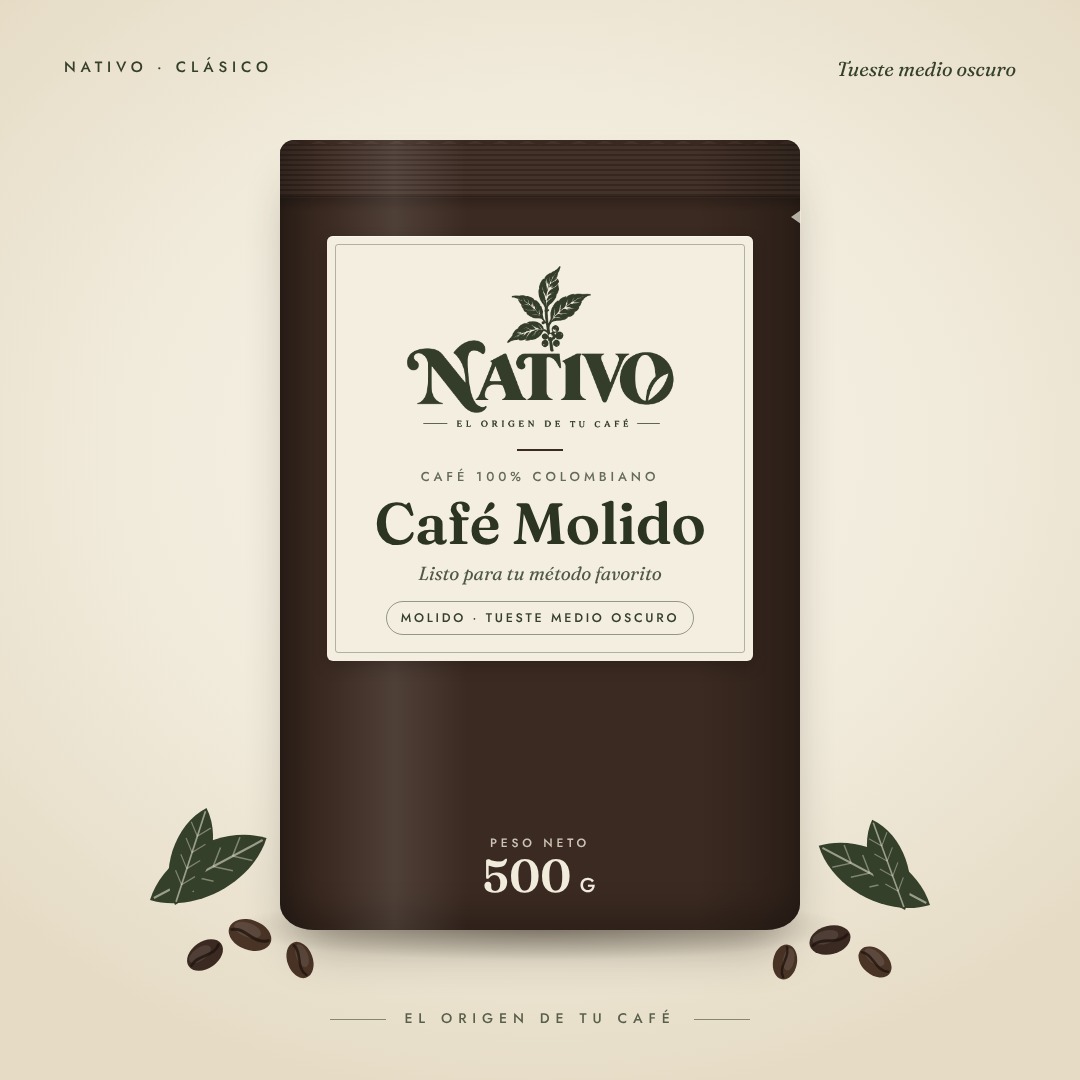 NATIVO · CLÁSICO
Tueste medio oscuro
NATIVO
EL ORIGEN DE TU CAFÉ
CAFÉ 100% COLOMBIANO
Café Molido
Listo para tu método favorito
MOLIDO · TUESTE MEDIO OSCURO
PESO NETO
500 G
EL ORIGEN DE TU CAFÉ